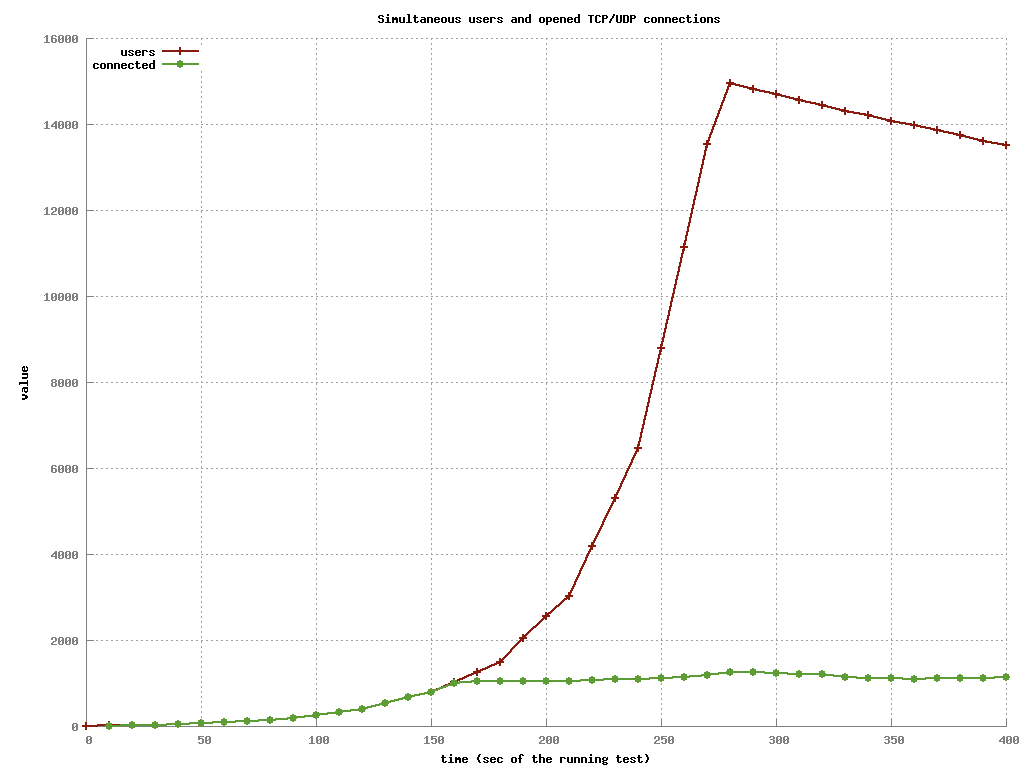 Simultaneous users and opened TCP/UDP connections
16000
users
connected
14000
12000
10000
value
8000
6000
4000
2000
0
0 50 100 150 200 250 300 350 400
time (sec of the running test)